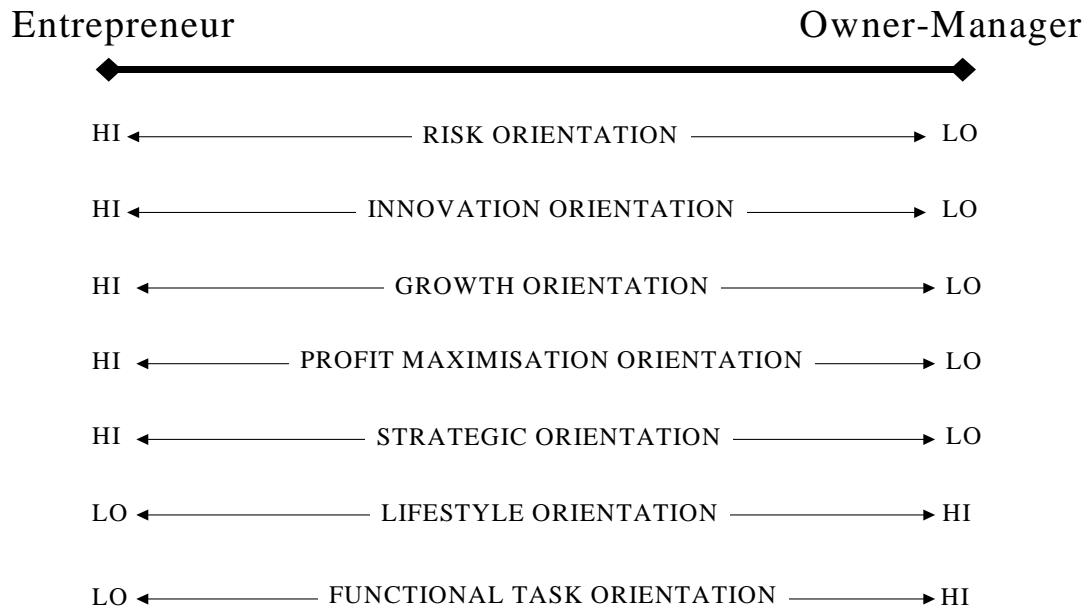 Entrepreneur Owner-Manager
HI RISK ORIENTATION LO
HI INNOVATION ORIENTATION LO
HI GROWTH ORIENTATION LO
HI PROFIT MAXIMISATION ORIENTATION LO
HI STRATEGIC ORIENTATION LO
LO LIFESTYLE ORIENTATION HI
LO FUNCTIONAL TASK ORIENTATION HI